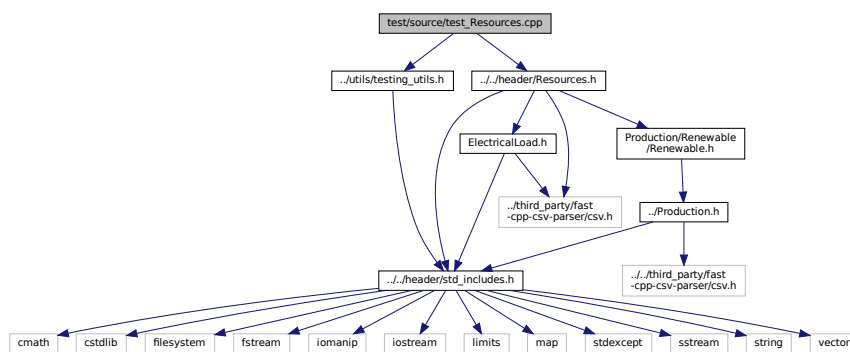 test/source/test_Resources.cpp
../utils/testing_utils.h
../../header/Resources.h
ElectricalLoad.h
Production/Renewable
/Renewable.h
../third_party/fast
-cpp-csv-parser/csv.h
../Production.h
../../header/std_includes.h
../../third_party/fast
-cpp-csv-parser/csv.h
cmath
cstdlib
filesystem
fstream
iomanip
iostream
limits
map
stdexcept
sstream
string
vector